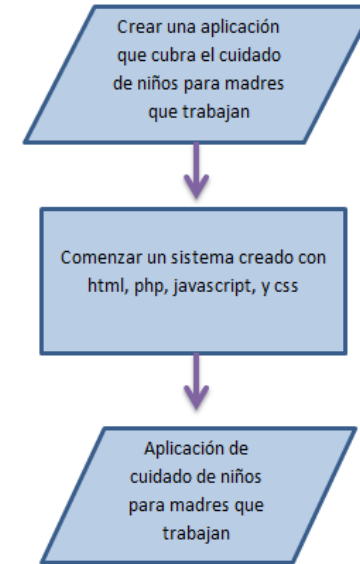 Crear una aplicación
que cubra el cuidado
de niños para madres
que trabajan
Comenzar un sistema creado con
html, php, javascript, y css
Aplicación de
cuidado de niños
para madres que
trabajan